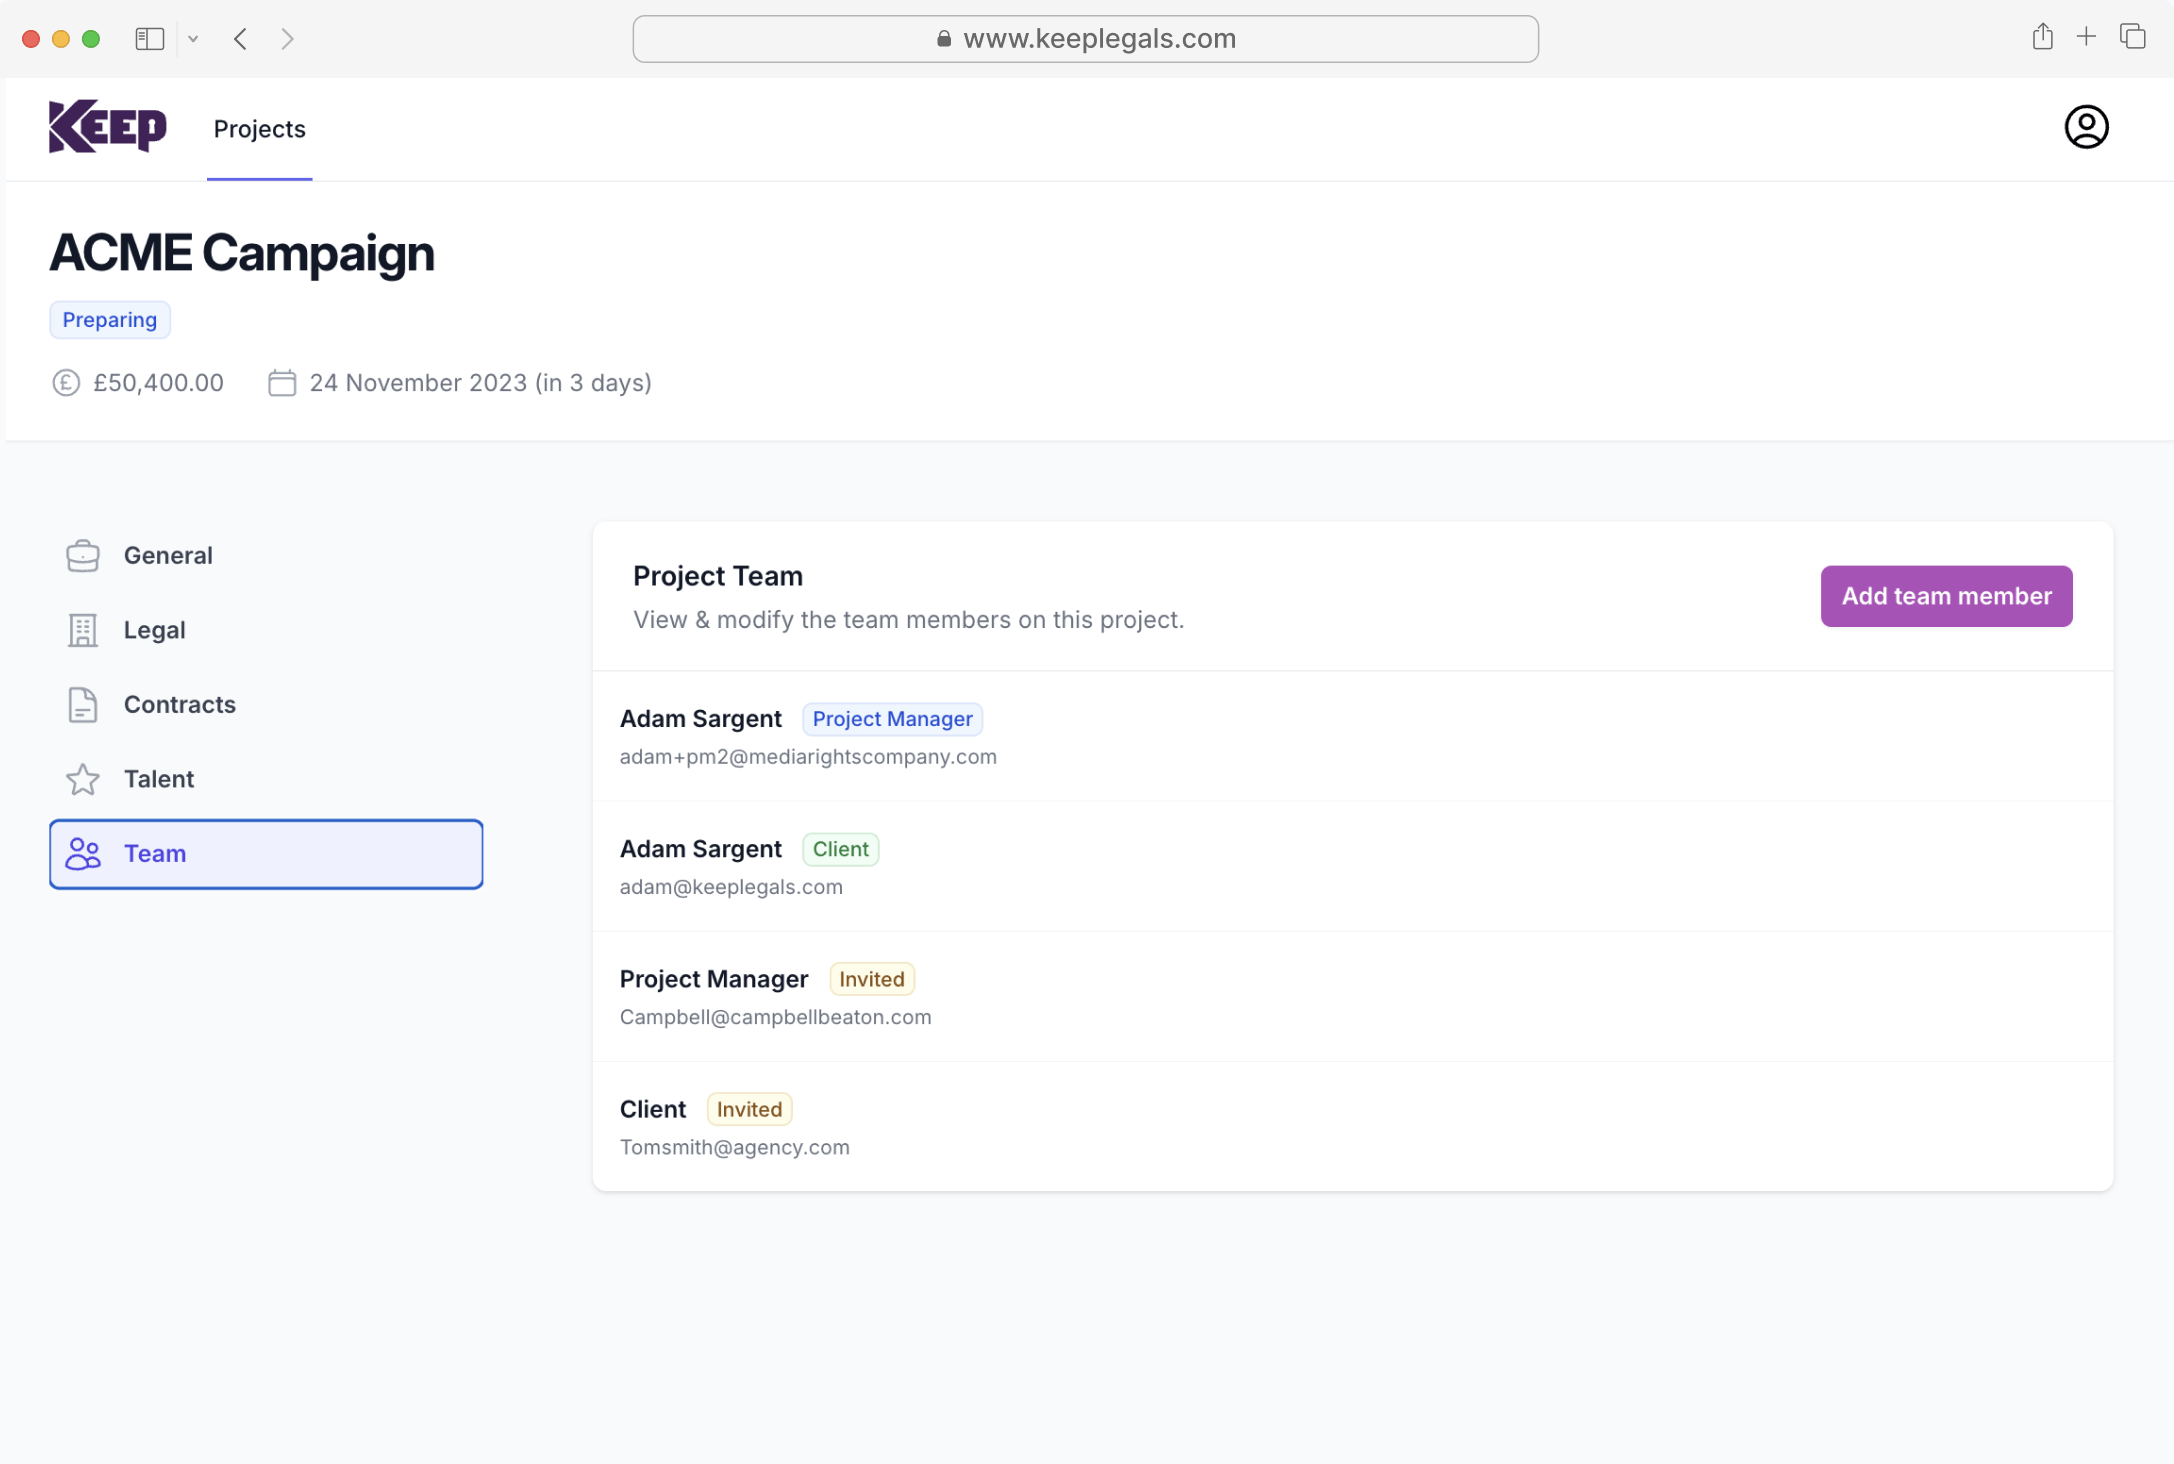 www.keeplegals.com
Keep
Projects
ACME Campaign
Preparing
£50,400.00
24 November 2023 (in 3 days)
General
Legal
Contracts
Talent
Team
Project Team
View & modify the team members on this project.
Add team member
Adam Sargent Project Manager
adam+pm2@mediarightscompany.com
Adam Sargent Client
adam@keeplegals.com
Project Manager Invited
Campbell@campbellbeaton.com
Client Invited
Tomsmith@agency.com